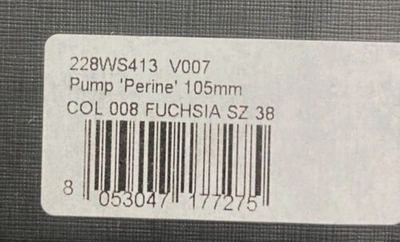 228WS413 V007
Pump 'Perine' 105mm
COL 008 FUCHSIA SZ 38
8 053047 177275